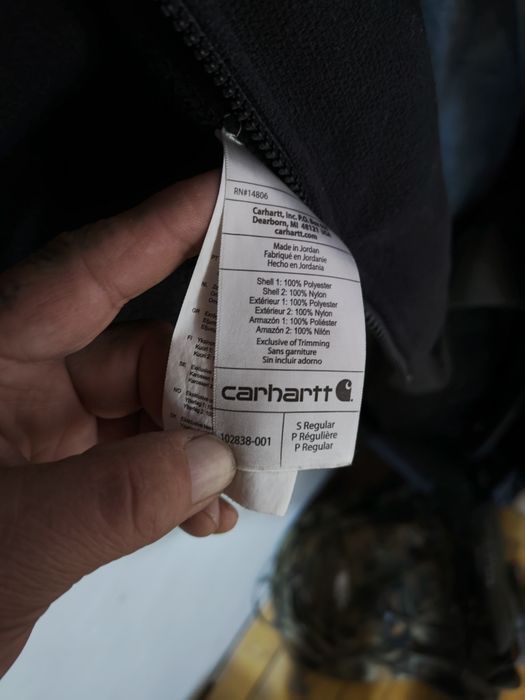 RN#14806
Carhartt, Inc. P.O.
Dearborn, MI 48121 USA
carhartt.com
Made in Jordan
Fabriqué en Jordanie
Hecho en Jordania
Shell 1: 100% Polyester
Shell 2: 100% Nylon
Extérieur 1: 100% Polyester
Extérieur 2: 100% Nylon
Armazón 1: 100% Poliéster
Armazón 2: 100% Nilón
Exclusive of Trimming
Sans garniture
Sin incluir adorno
carhartt
102838-001
S Regular
P Régulière
P Regular